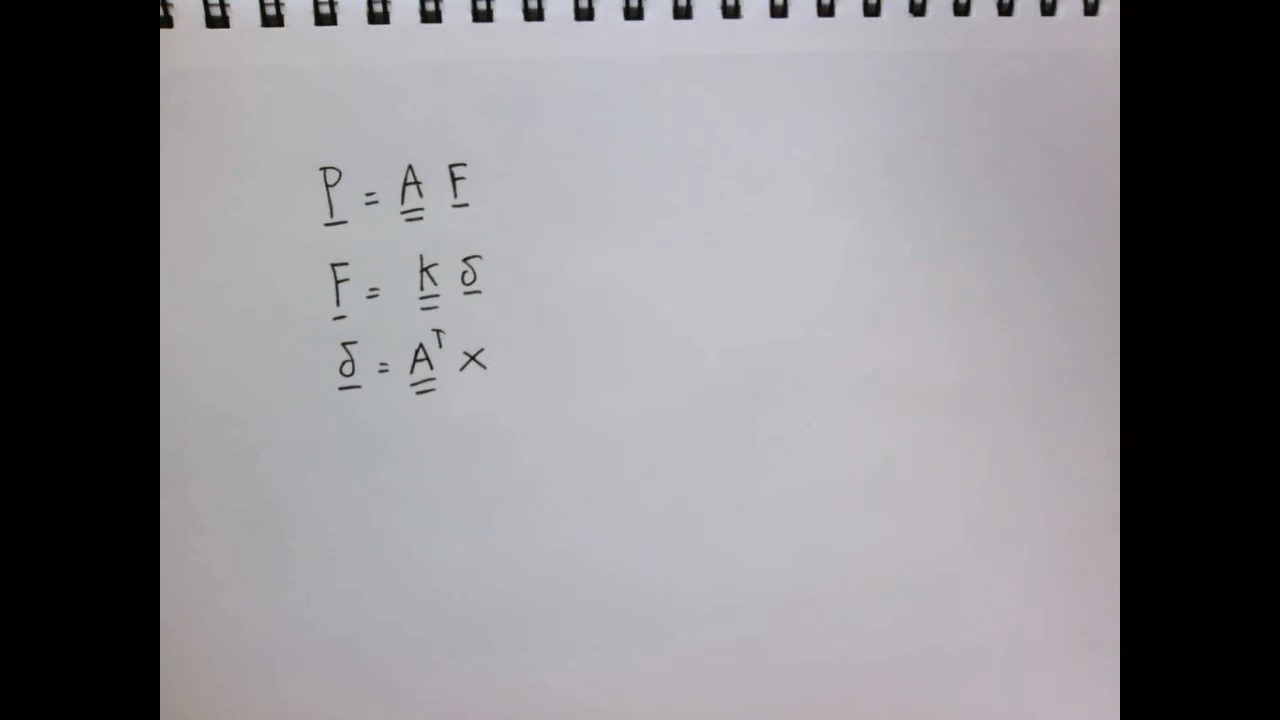 P = A F
F = k δ
δ = Aᵀ x